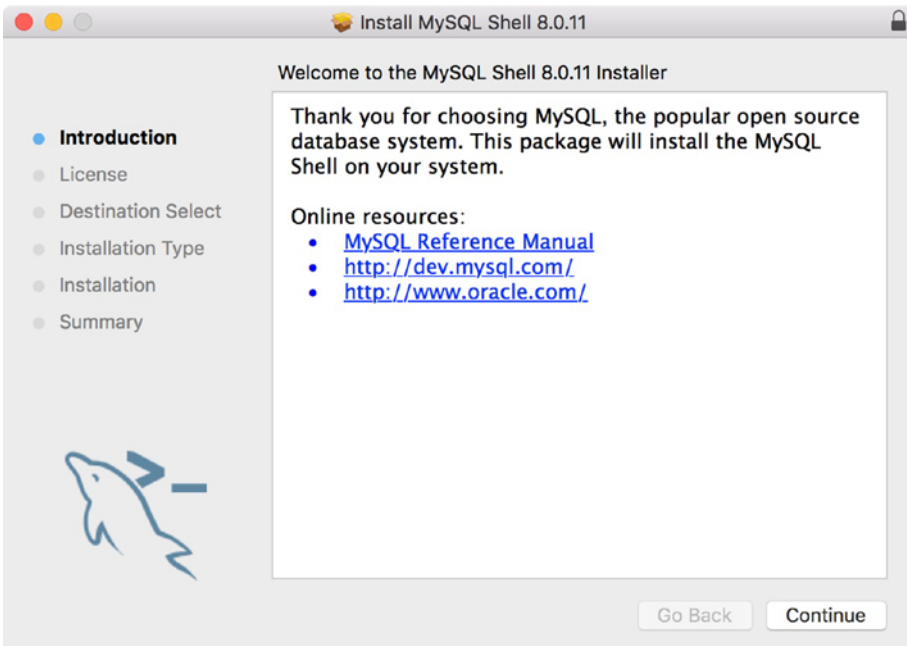 Install MySQL Shell 8.0.11
Welcome to the MySQL Shell 8.0.11 Installer
Introduction
License
Destination Select
Installation Type
Installation
Summary
Thank you for choosing MySQL, the popular open source
database system. This package will install the MySQL
Shell on your system.
Online resources:
• MySQL Reference Manual
• http://dev.mysql.com/
• http://www.oracle.com/
Go Back
Continue